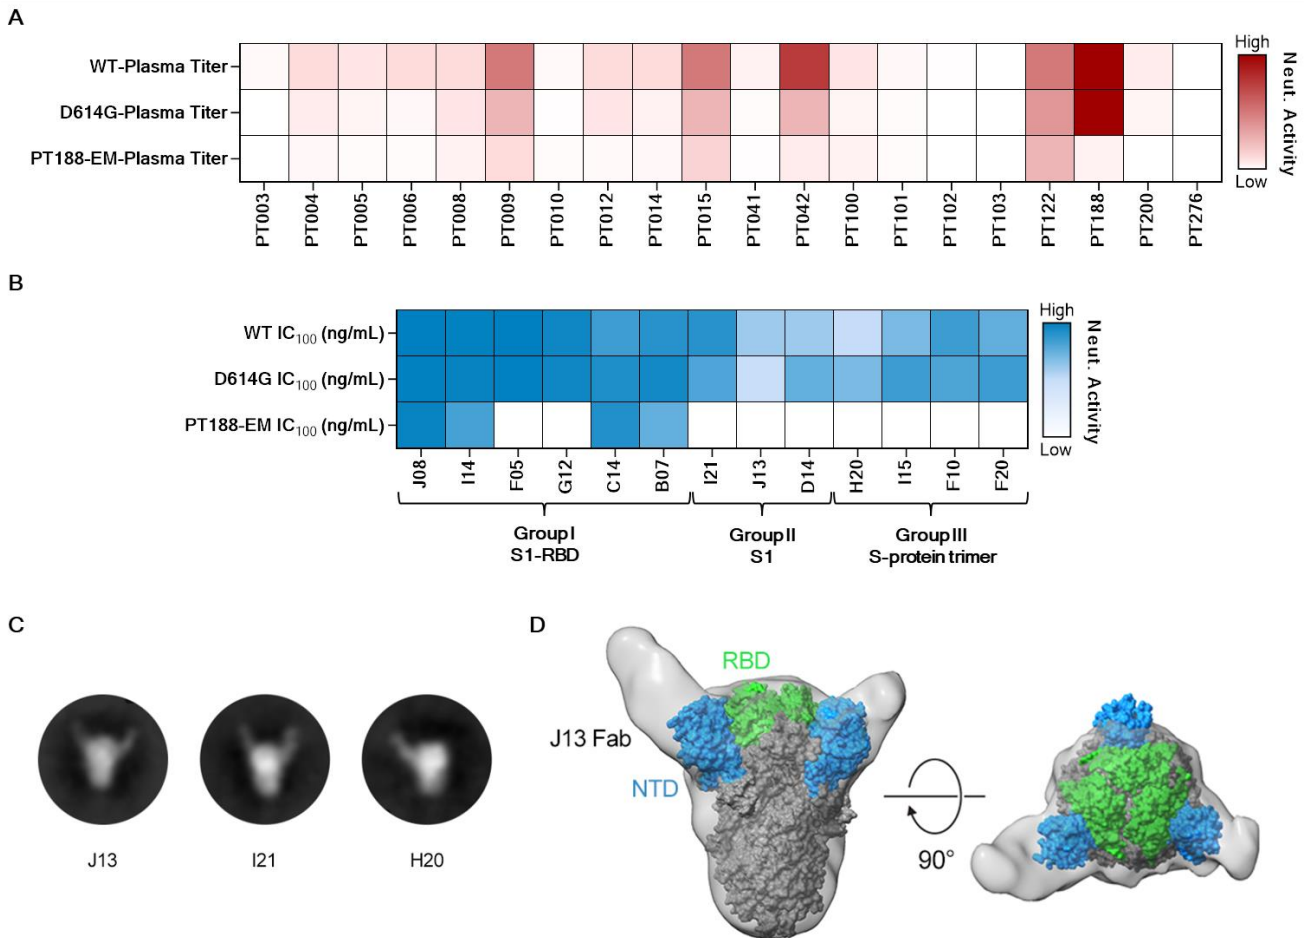 A
WT-Plasma Titer
D614G-Plasma Titer
PT188-EM-Plasma Titer
PT003
PT004
PT005
PT006
PT008
PT009
PT010
PT012
PT014
PT015
PT041
PT042
PT100
PT101
PT102
PT103
PT122
PT188
PT200
PT276
High
Low
Neut. Activity
B
WT IC100 (ng/mL)
D614G IC100 (ng/mL)
PT188-EM IC100 (ng/mL)
J08
I14
F05
G12
C14
B07
I21
J13
D14
H20
I15
F10
F20
Group I
S1-RBD
Group II
S1
Group III
S-protein trimer
High
Low
Neut. Activity
C
J13
I21
H20
D
RBD
J13 Fab
NTD
90°